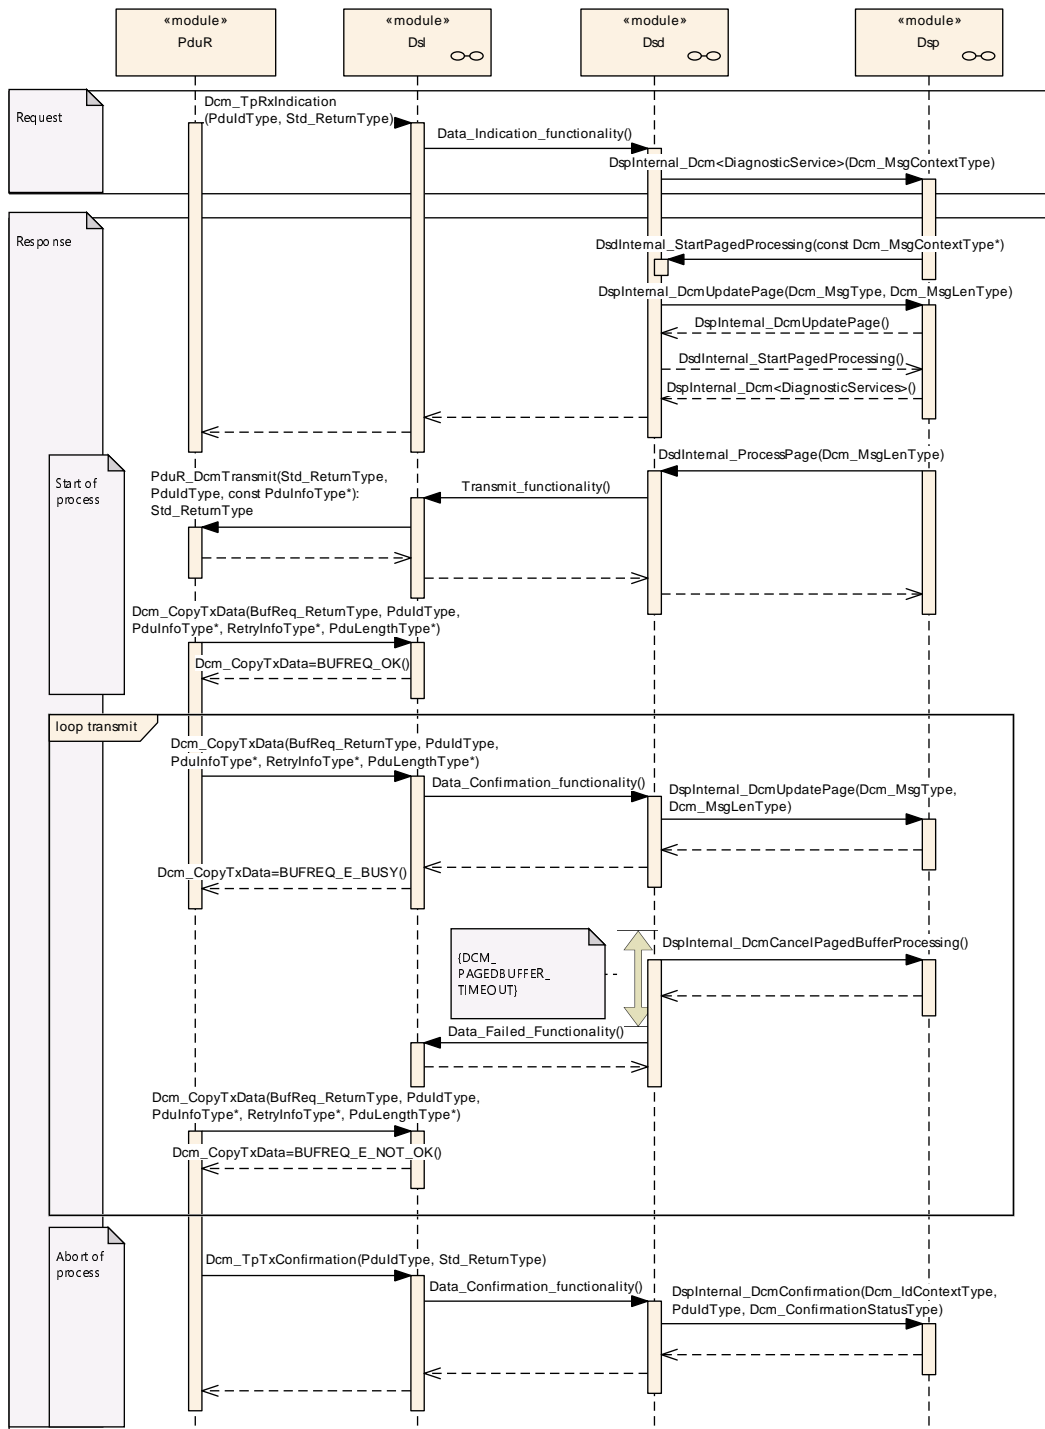 «module»
PduR
«module»
Dsl
«module»
Dsd
«module»
Dsp
Request
Dcm_TpRxIndication
(PduIdType, Std_ReturnType)
Data_Indication_functionality()
DspInternal_Dcm<DiagnosticService>(Dcm_MsgContextType)
Response
DsdInternal_StartPagedProcessing(const Dcm_MsgContextType*)
DspInternal_DcmUpdatePage(Dcm_MsgType, Dcm_MsgLenType)
DspInternal_DcmUpdatePage()
DsdInternal_StartPagedProcessing()
DspInternal_Dcm<DiagnosticServices>()
Start of
process
DsdInternal_ProcessPage(Dcm_MsgLenType)
PduR_DcmTransmit(Std_ReturnType,
PduIdType, const PduInfoType*):
Std_ReturnType
Transmit_functionality()
Dcm_CopyTxData(BufReq_ReturnType, PduIdType,
PduInfoType*, RetryInfoType*, PduLengthType*)
Dcm_CopyTxData=BUFREQ_OK()
loop transmit
Dcm_CopyTxData(BufReq_ReturnType, PduIdType,
PduInfoType*, RetryInfoType*, PduLengthType*)
Data_Confirmation_functionality()
DspInternal_DcmUpdatePage(Dcm_MsgType,
Dcm_MsgLenType)
Dcm_CopyTxData=BUFREQ_E_BUSY()
{DCM_
PAGEDBUFFER_
TIMEOUT}
DspInternal_DcmCancelPagedBufferProcessing()
Data_Failed_Functionality()
Dcm_CopyTxData(BufReq_ReturnType, PduIdType,
PduInfoType*, RetryInfoType*, PduLengthType*)
Dcm_CopyTxData=BUFREQ_E_NOT_OK()
Abort of
process
Dcm_TpTxConfirmation(PduIdType, Std_ReturnType)
Data_Confirmation_functionality()
DspInternal_DcmConfirmation(Dcm_IdContextType,
PduIdType, Dcm_ConfirmationStatusType)